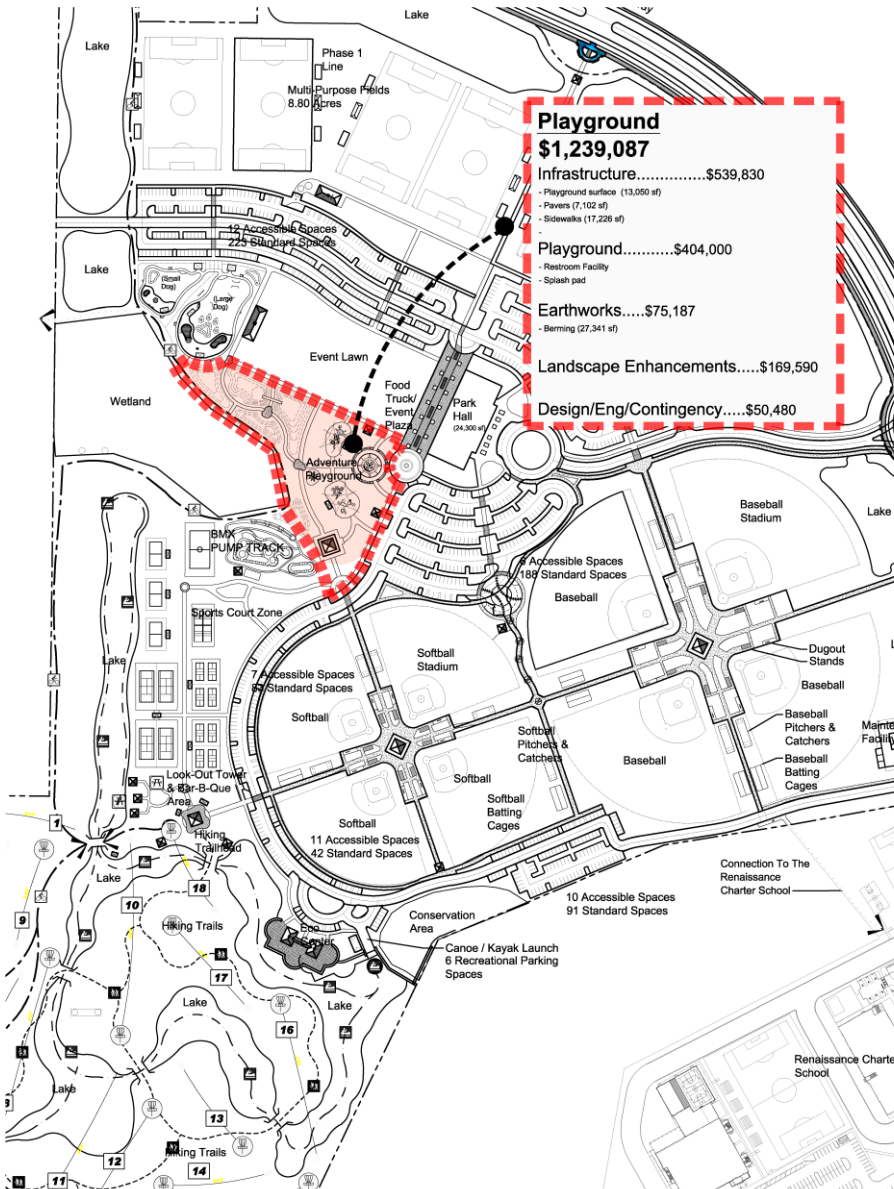 Lake
Lake
ay
Phase 1
Line
Multi-Purpose Fields
8.80 Acres
Playground
$1,239,087
Infrastructure...............$539,830
- Playground surface (13,050 sf)
- Pavers (7,102 sf)
- Sidewalks (17,226 sf)
-
Playground...........$404,000
- Restroom Facility
- Splash pad
Earthworks.....$75,187
- Berming (27,341 sf)
Landscape Enhancements.....$169,590
Design/Eng/Contingency.....$50,480
12 Accessible Spaces
223 Standard Spaces
Lake
(Small
Dog)
(Large
Dog)
Event Lawn
Wetland
Food
Truck/
Event
Plaza
Park
Hall
(24,300 sf)
Adventure
Playground
Baseball
Stadium
Lake
BMX
PUMP TRACK
6 Accessible Spaces
188 Standard Spaces
Baseball
Sports Court Zone
Softball
Stadium
Dugout
Stands
Lake
7 Accessible Spaces
Standard Spaces
Baseball
L
Softball
Softball
Pitchers &
Catchers
Baseball
Pitchers &
Catchers
Mainte
Facility
Baseball
Baseball
Batting
Cages
Look-Out Tower
& Bar-B-Que
Area
Softball
Softball
Batting
Cages
1
Softball
11 Accessible Spaces
42 Standard Spaces
Hiking
Trailhead
Lake
18
10
9
Connection To The
Renaissance
Charter School
10 Accessible Spaces
91 Standard Spaces
Conservation
Area
Hiking Trails
Eco
Center
Canoe / Kayak Launch
6 Recreational Parking
Spaces
17
Lake
Lake
16
Renaissance Charte
School
Lake
13
12
Hiking Trails
14
11